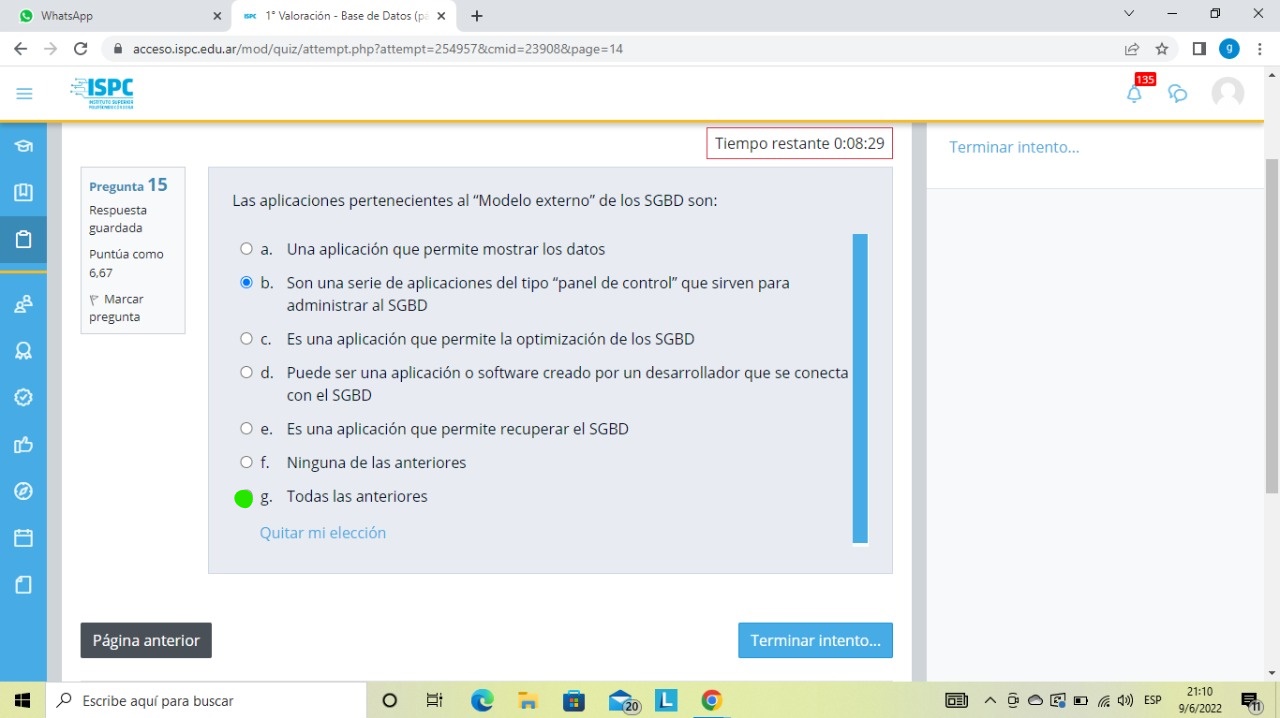 WhatsApp
ISPC 1° Valoración - Base de Datos (pa
acceso.ispc.edu.ar/mod/quiz/attempt.php?attempt=254957&cmid=23908&page=14
g
ISPC
INSTITUTO SUPERIOR
135
Tiempo restante 0:08:29
Terminar intento...
Pregunta 15
Respuesta
guardada
Puntúa como
6,67
Marcar
pregunta
Las aplicaciones pertenecientes al “Modelo externo” de los SGBD son:
a. Una aplicación que permite mostrar los datos
b. Son una serie de aplicaciones del tipo “panel de control” que sirven para
administrar al SGBD
c. Es una aplicación que permite la optimización de los SGBD
d. Puede ser una aplicación o software creado por un desarrollador que se conecta
con el SGBD
e. Es una aplicación que permite recuperar el SGBD
f. Ninguna de las anteriores
g. Todas las anteriores
Quitar mi elección
Página anterior
Terminar intento...
Escribe aquí para buscar
20
L
ESP
21:10
9/6/2022
11